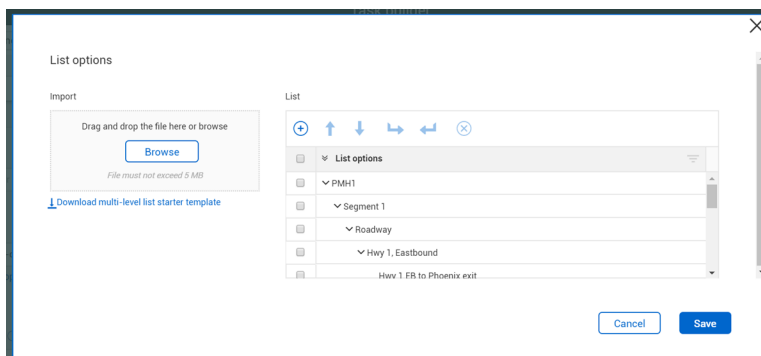 Task builder
List options
Import
List
Drag and drop the file here or browse
Browse
File must not exceed 5 MB
Download multi-level list starter template
List options
PMH1
Segment 1
Roadway
Hwy 1, Eastbound
Hwy 1 EB to Phoenix exit
Cancel
Save